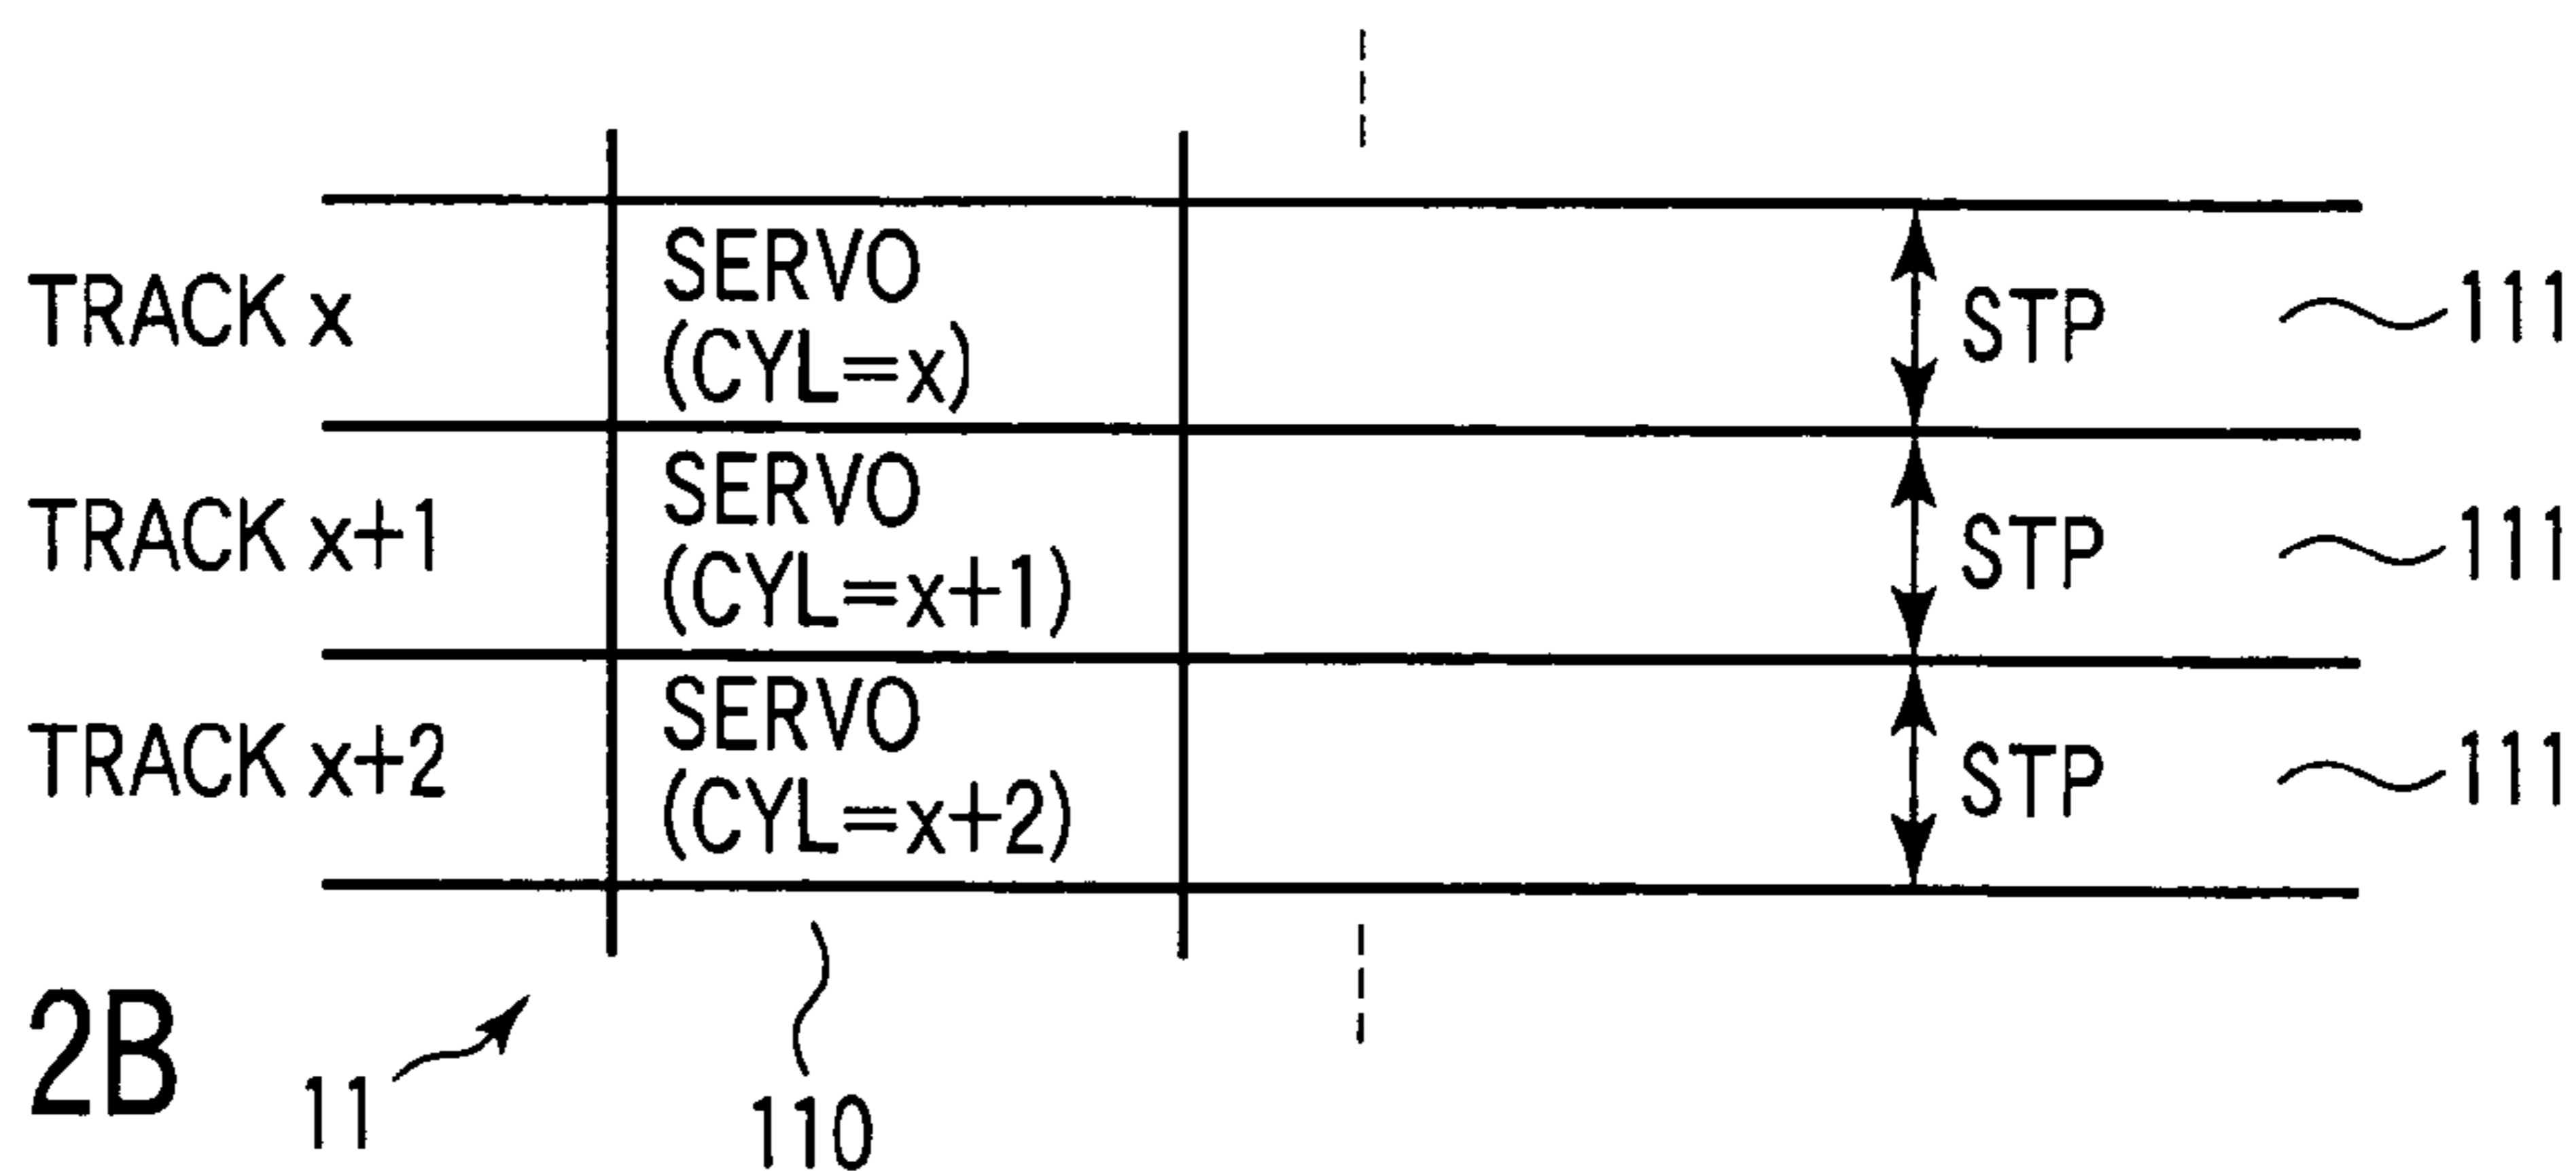 TRACK x
SERVO
(CYL=x)
STP
111
TRACK x+1
SERVO
(CYL=x+1)
STP
111
TRACK x+2
SERVO
(CYL=x+2)
STP
111
2B
11
110